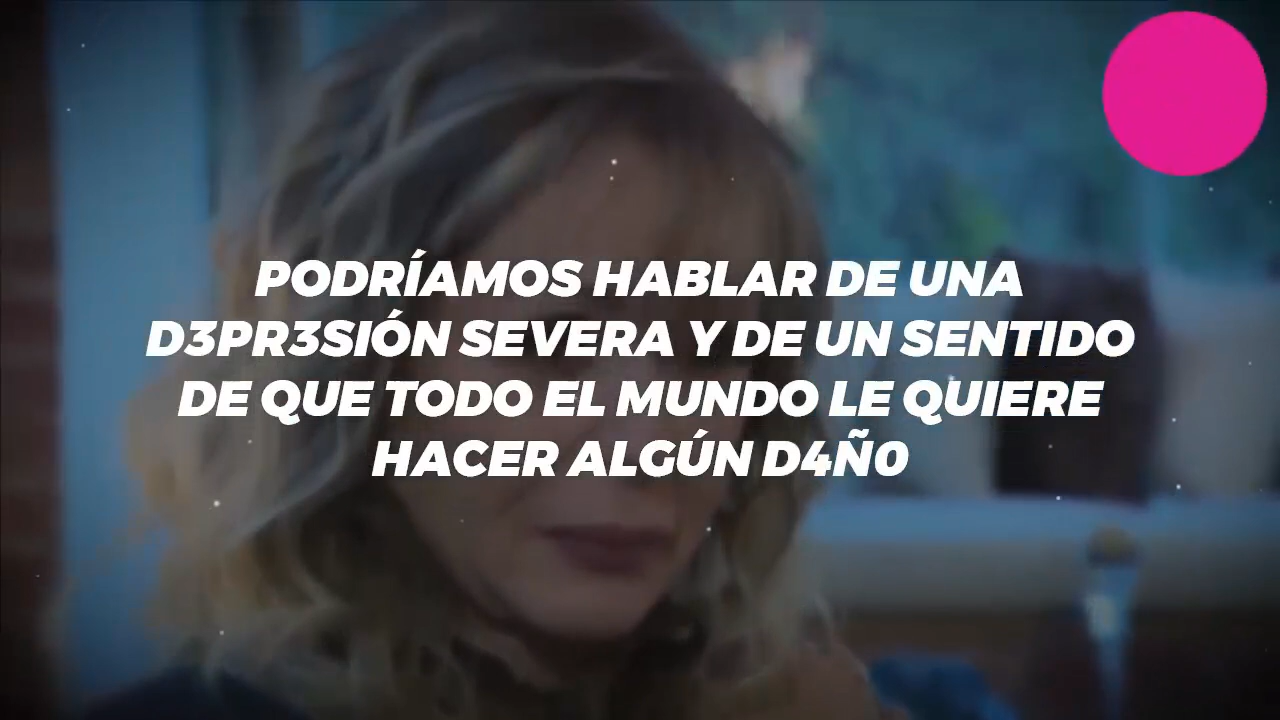 PODRÍAMOS HABLAR DE UNA
D3PR3SIÓN SEVERA Y DE UN SENTIDO
DE QUE TODO EL MUNDO LE QUIERE
HACER ALGÚN D4Ñ0